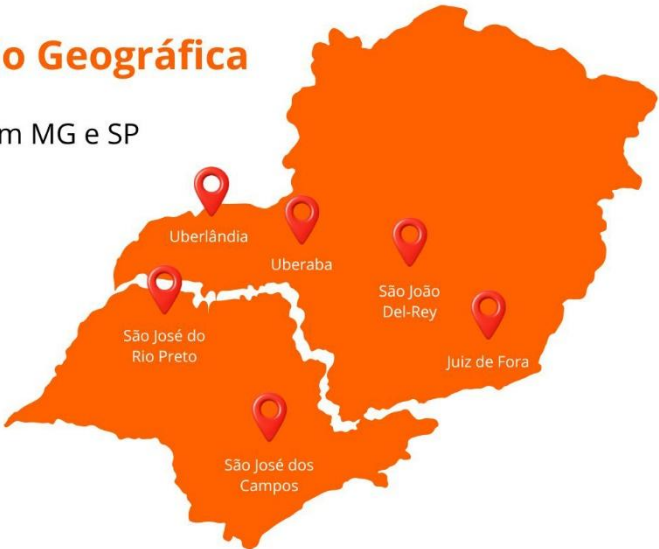 o Geográfica
m MG e SP
Uberlândia
Uberaba
São João
Del-Rey
São José do
Rio Preto
Juiz de Fora
São José dos
Campos